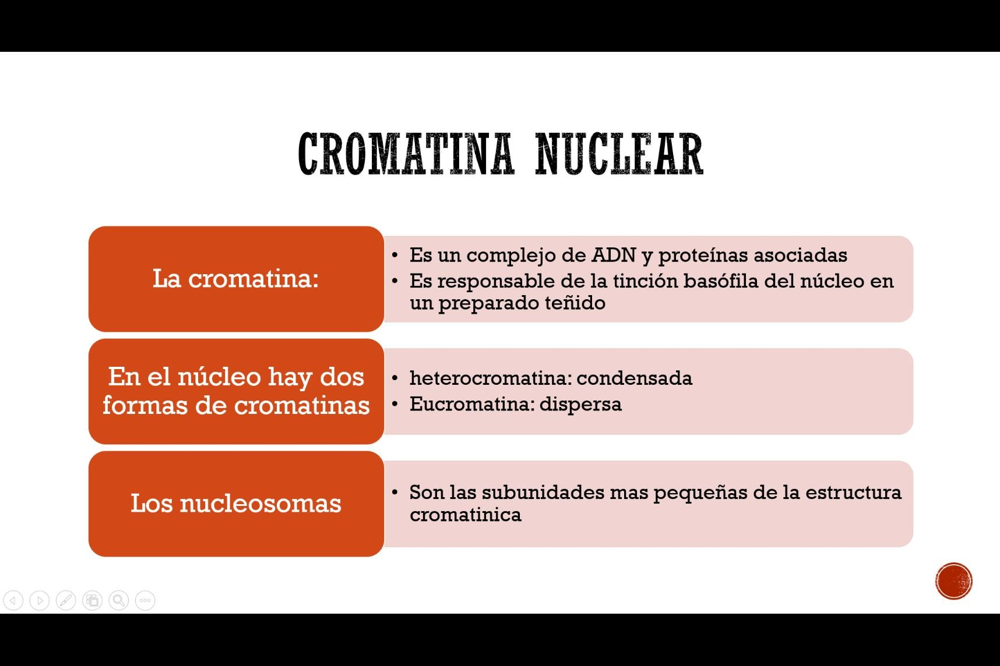 CROMATINA NUCLEAR
La cromatina:
• Es un complejo de ADN y proteínas asociadas
• Es responsable de la tinción basófila del núcleo en
un preparado teñido
En el núcleo hay dos
formas de cromatinas
• heterocromatina: condensada
• Eucromatina: dispersa
Los nucleosomas
• Son las subunidades mas pequeñas de la estructura
cromatinica